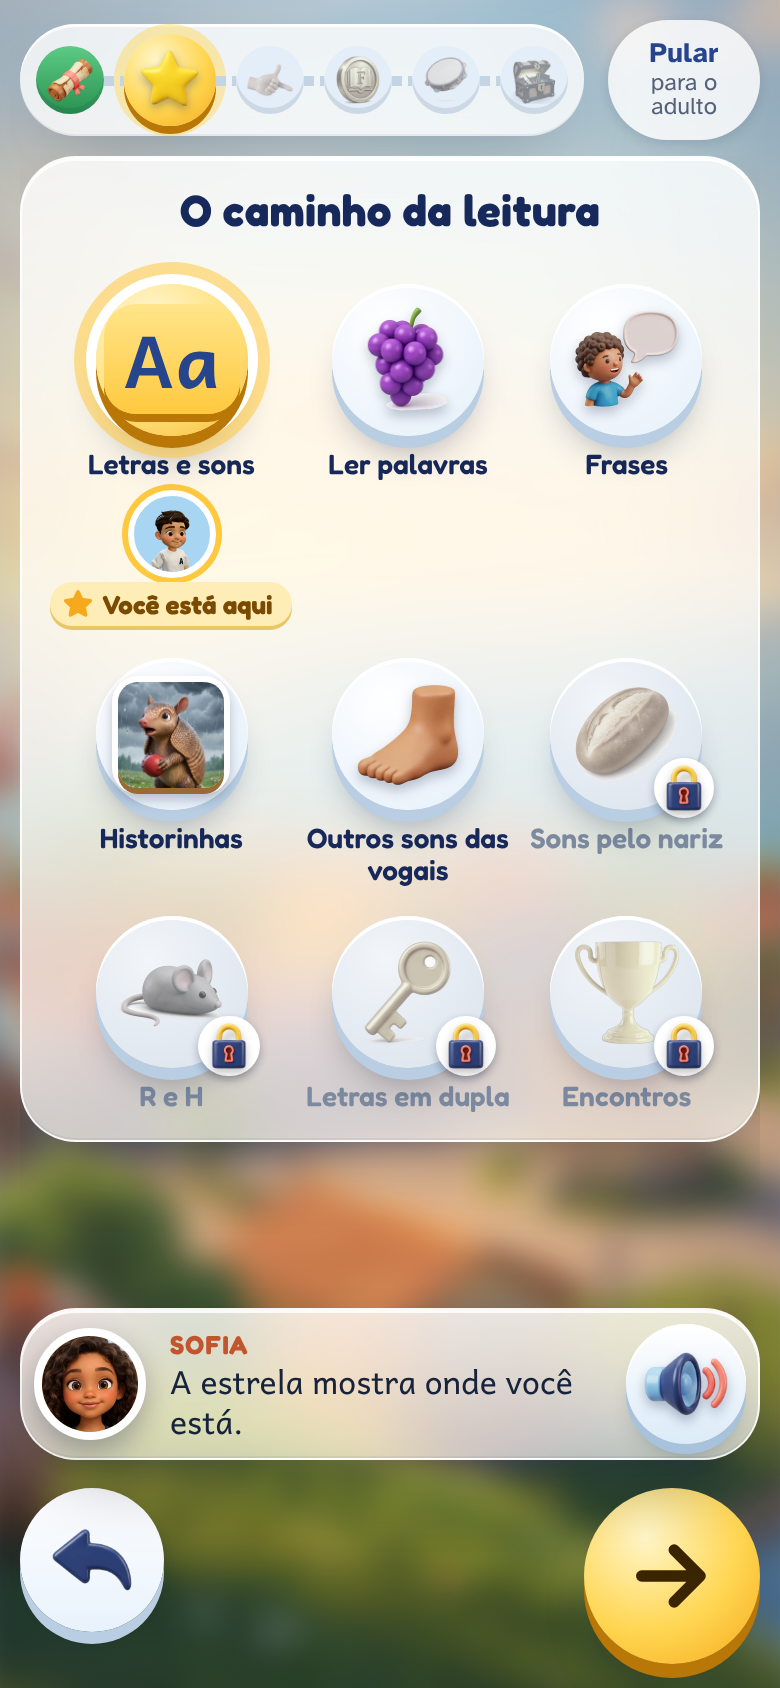 Pular
para o
adulto
O caminho da leitura
Aa
Letras e sons
Ler palavras
Frases
Você está aqui
Historinhas
Outros sons das
vogais
Sons pelo nariz
R e H
Letras em dupla
Encontros
SOFIA
A estrela mostra onde você
está.